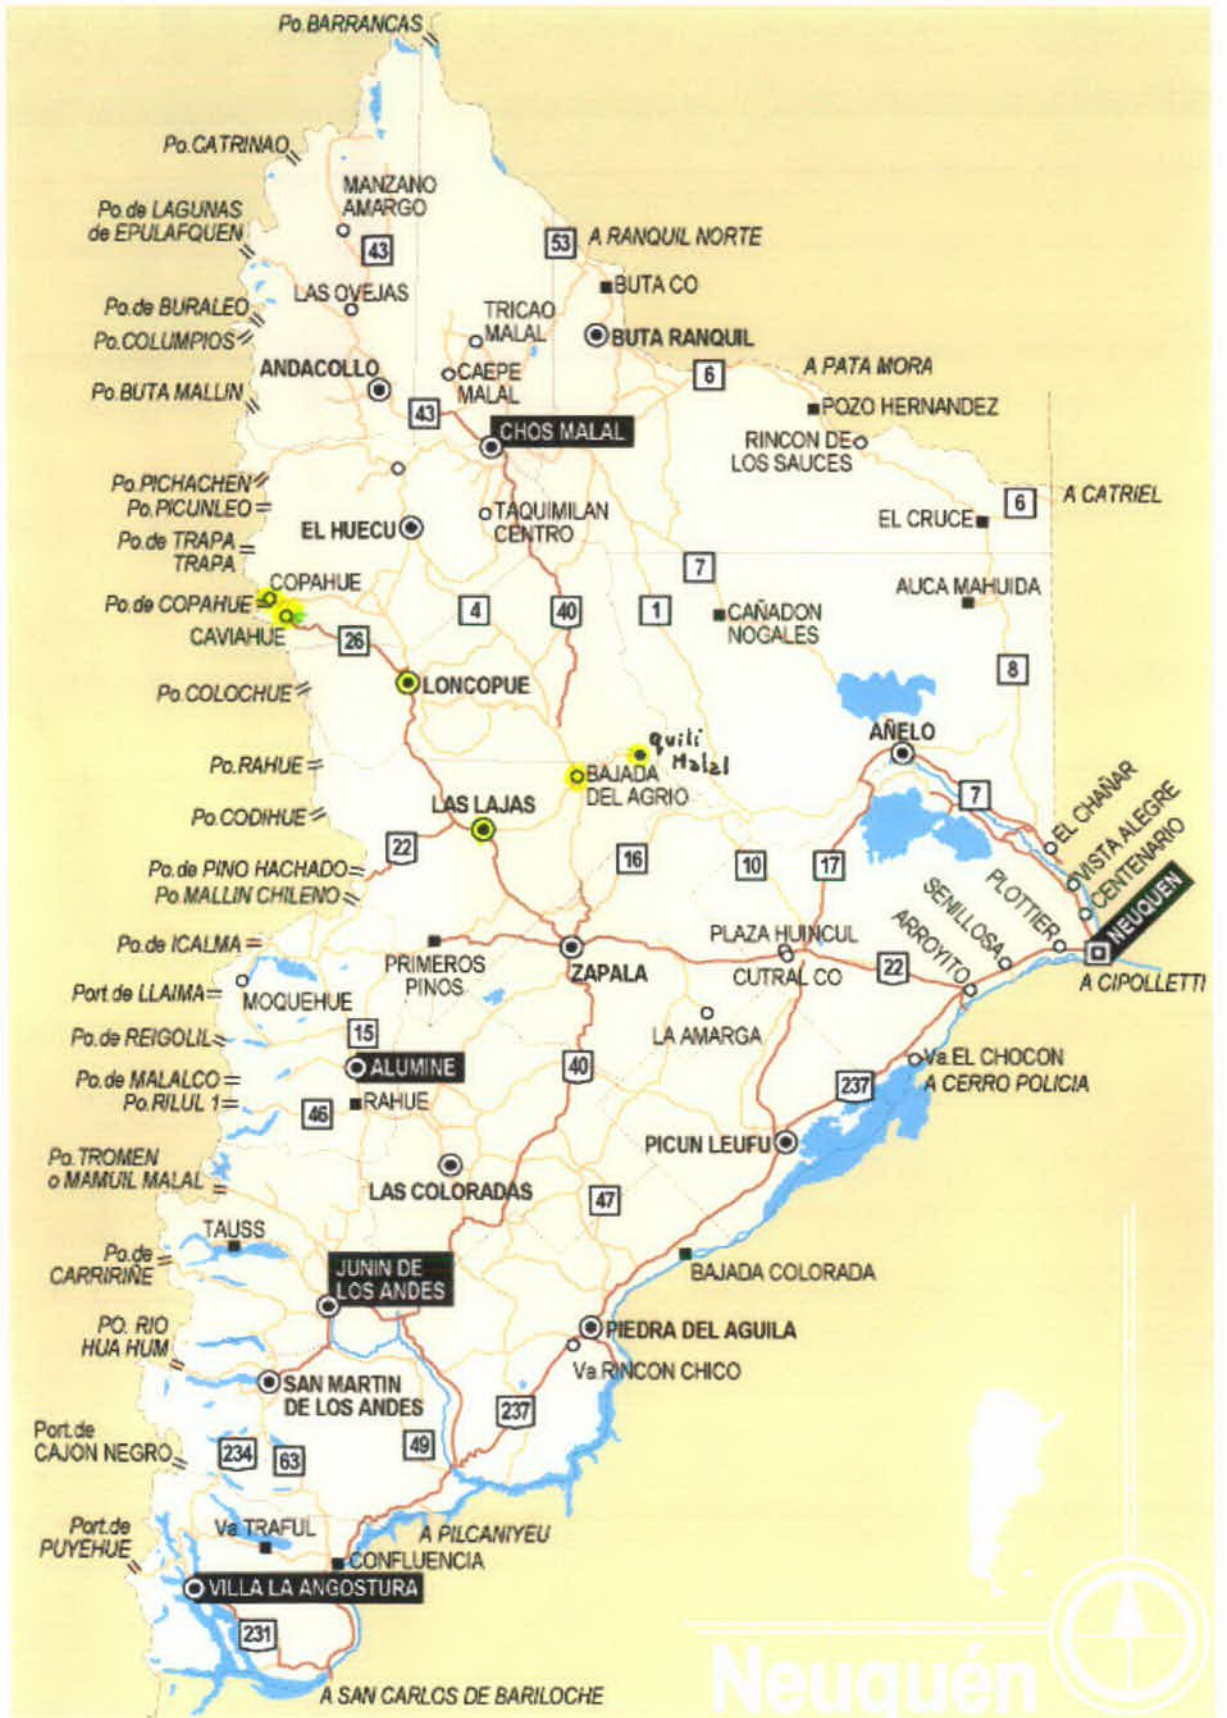 Po.BARRANCAS
Po.CATRINAO
MANZANO
AMARGO
Po.de LAGUNAS
de EPULAFQUEN
43
53
A RANQUIL NORTE
BUTA CO
LAS OVEJAS
Po.de BURALEO
TRICAO
MALAL
Po.COLUMPIOS
BUTA RANQUIL
ANDACOLLO
CAEPE
MALAL
6
A PATA MORA
Po.BUTA MALLIN
43
POZO HERNANDEZ
CHOS MALAL
RINCON DE
LOS SAUCES
Po.PICHACHEN
Po.PICUNLEO
6
A CATRIEL
EL HUECU
TAQUIMILAN
CENTRO
EL CRUCE
Po.de TRAPA
TRAPA
7
COPAHUE
AUCA MAHUIDA
Po.de COPAHUE
4
40
1
CAÑADON
NOGALES
CAVIAHUE
26
8
Po.COLOCHUE
LONCOPUE
AÑELO
quili
Malal
Po.RAHUE
BAJADA
DEL AGRIO
7
LAS LAJAS
Po.CODIHUE
EL CHAÑAR
VISTA ALEGRE
CENTENARIO
22
16
10
17
Po.de PINO HACHADO
Po.MALLIN CHILENO
PLOTTIER
SENILLOSA
ARROYITO
NEUQUEN
Po.de ICALMA
PRIMEROS
PINOS
ZAPALA
PLAZA HUINCUL
CUTRAL CO
22
A CIPOLLETTI
Port.de LLAIMA
MOQUEHUE
LA AMARGA
Po.de REIGOLIL
15
ALUMINE
40
Va.EL CHOCON
A CERRO POLICIA
Po.de MALALCO
Po.RILUL 1
46
RAHUE
237
PICUN LEUFU
Po.TROMEN
o MAMUIL MALAL
LAS COLORADAS
47
TAUSS
Po.de
CARRIRIÑE
JUNIN DE
LOS ANDES
BAJADA COLORADA
PO. RIO
HUA HUM
PIEDRA DEL AGUILA
Va.RINCON CHICO
SAN MARTIN
DE LOS ANDES
237
Port.de
CAJON NEGRO
234
63
49
Port.de
PUYEHUE
Va TRAFUL
A PILCANIYEU
CONFLUENCIA
VILLA LA ANGOSTURA
231
Neuquén
A SAN CARLOS DE BARILOCHE